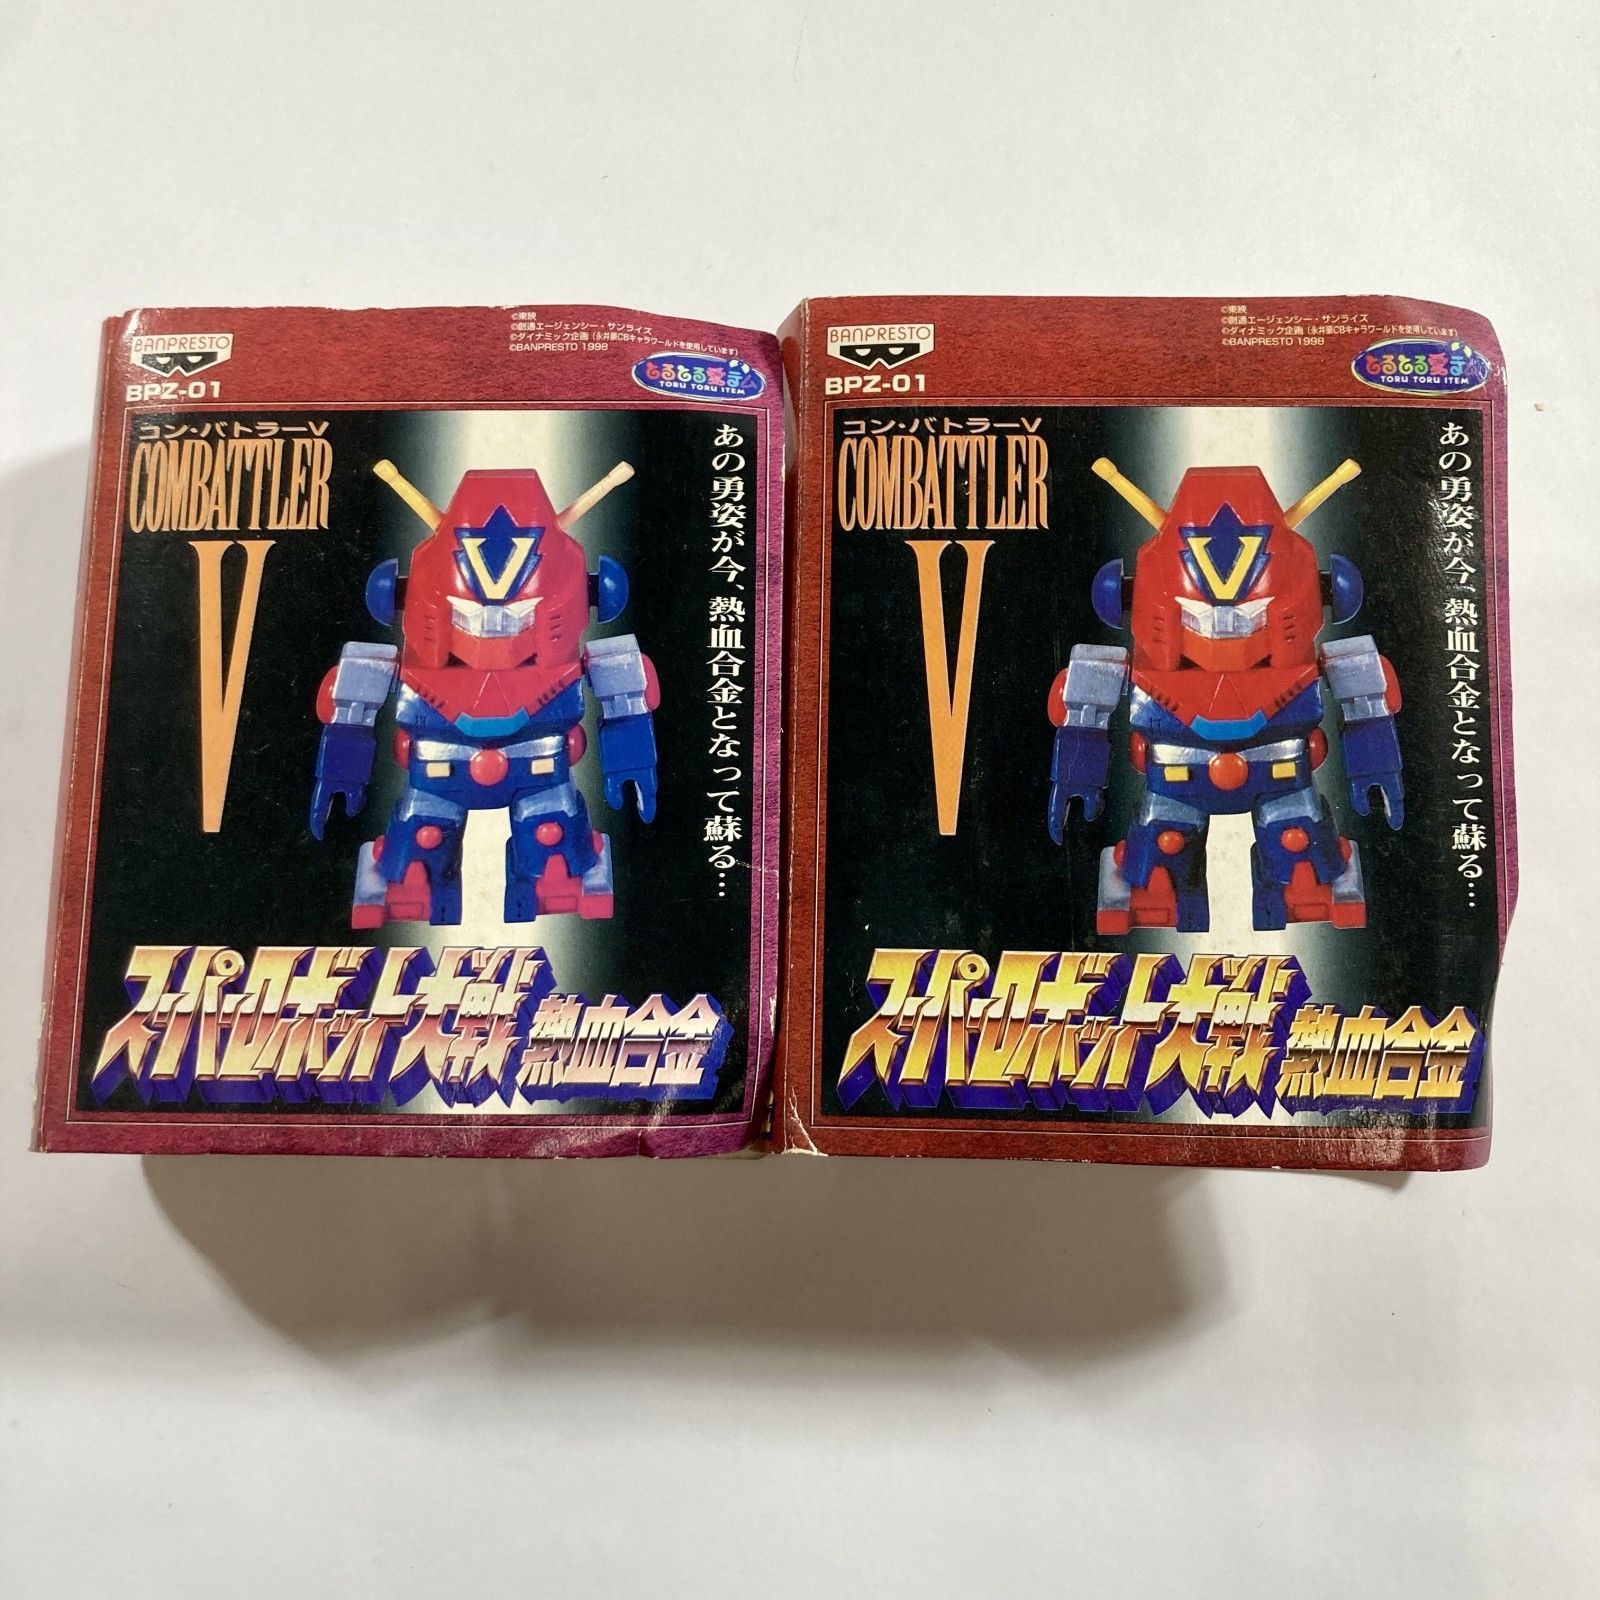 BANPRESTO
BPZ-01
©東映
©創通エージェンシー・サンライズ
©ダイナミック企画(永井豪CBキャラワールドを使用しています)
©BANPRESTO 1998
とるとる愛テム
TORU TORU ITEM
コン・バトラーV
COMBATTLER
V
あの勇姿が今、熱血合金となって蘇る…
スーパーロボット大戦 熱血合金
BANPRESTO
BPZ-01
©東映
©創通エージェンシー・サンライズ
©ダイナミック企画(永井豪CBキャラワールドを使用しています)
©BANPRESTO 1998
とるとる愛テム
TORU TORU ITEM
コン・バトラーV
COMBATTLER
V
あの勇姿が今、熱血合金となって蘇る…
スーパーロボット大戦 熱血合金